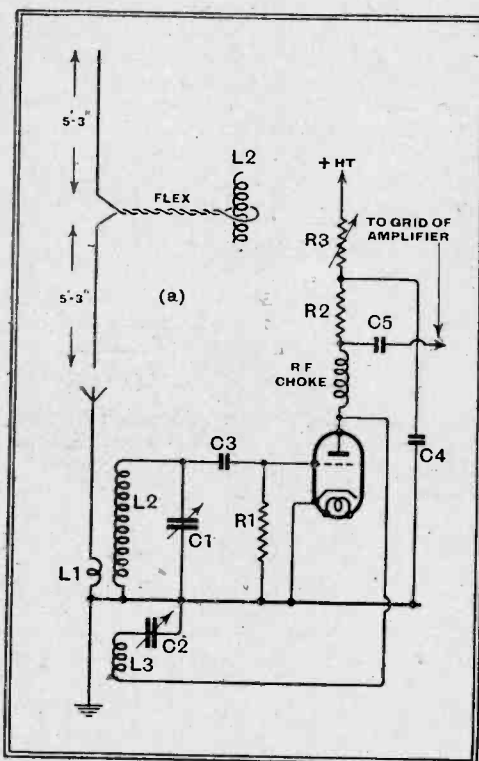 5'-3"
L2
FLEX
+ HT
TO GRID OF
AMPLIFIER
R3
5'-3"
(a)
R2
C5
R F
CHOKE
C3
C4
L2
C1
R1
L1
C2
L3